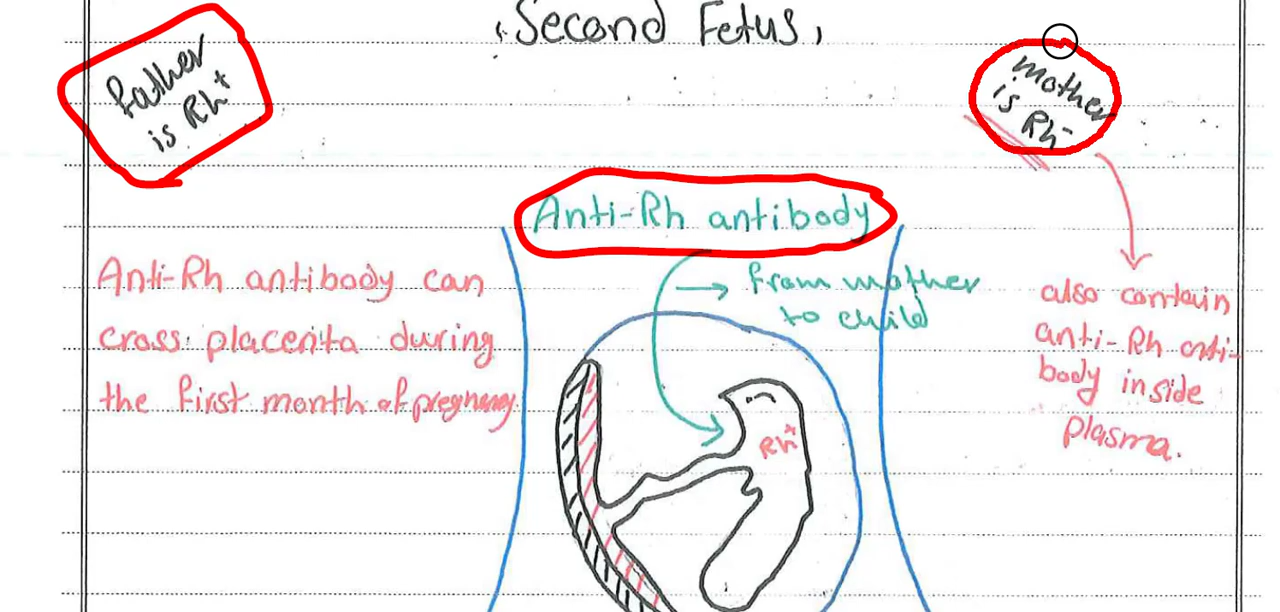 Second Fetus
father
is Rh+
mother
is Rh-
Anti-Rh antibody
from mother
to child
Anti-Rh antibody can
cross placenta during
the first month of pregnancy
also contain
anti-Rh anti-
body inside
plasma.
Rh+